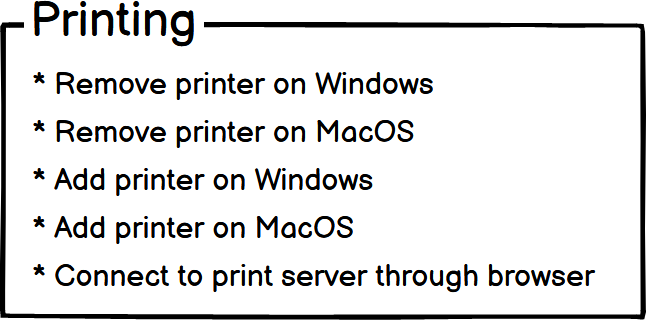 Printing
* Remove printer on Windows
* Remove printer on MacOS
* Add printer on Windows
* Add printer on MacOS
* Connect to print server through browser